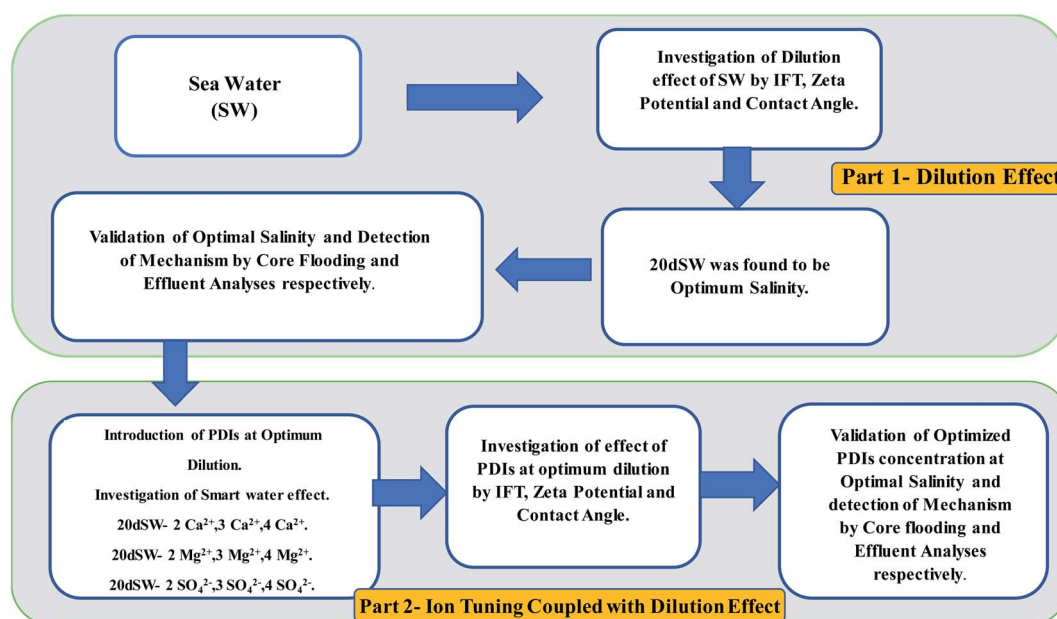 Sea Water
(SW)
Investigation of Dilution
effect of SW by IFT, Zeta
Potential and Contact Angle.
Part 1- Dilution Effect
20dSW was found to be
Optimum Salinity.
Validation of Optimal Salinity and Detection
of Mechanism by Core Flooding and
Effluent Analyses respectively.
Introduction of PDIs at Optimum
Dilution.
Investigation of Smart water effect.
20dSW- 2 Ca²⁺,3 Ca²⁺,4 Ca²⁺.
20dSW- 2 Mg²⁺,3 Mg²⁺,4 Mg²⁺.
20dSW- 2 SO₄²⁻,3 SO₄²⁻,4 SO₄²⁻.
Investigation of effect of
PDIs at optimum dilution
by IFT, Zeta Potential and
Contact Angle.
Validation of Optimized
PDIs concentration at
Optimal Salinity and
detection of Mechanism
by Core flooding and
Effluent Analyses
respectively.
Part 2- Ion Tuning Coupled with Dilution Effect